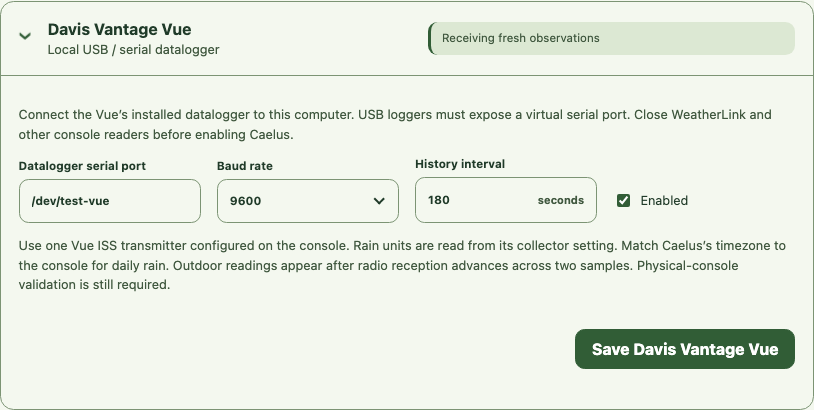 Davis Vantage Vue
Local USB / serial datalogger
Receiving fresh observations
Connect the Vue's installed datalogger to this computer. USB loggers must expose a virtual serial port. Close WeatherLink and
other console readers before enabling Caelus.
Datalogger serial port
/dev/test-vue
Baud rate
9600
History interval
180 seconds
Enabled
Use one Vue ISS transmitter configured on the console. Rain units are read from its collector setting. Match Caelus's timezone to
the console for daily rain. Outdoor readings appear after radio reception advances across two samples. Physical-console
validation is still required.
Save Davis Vantage Vue